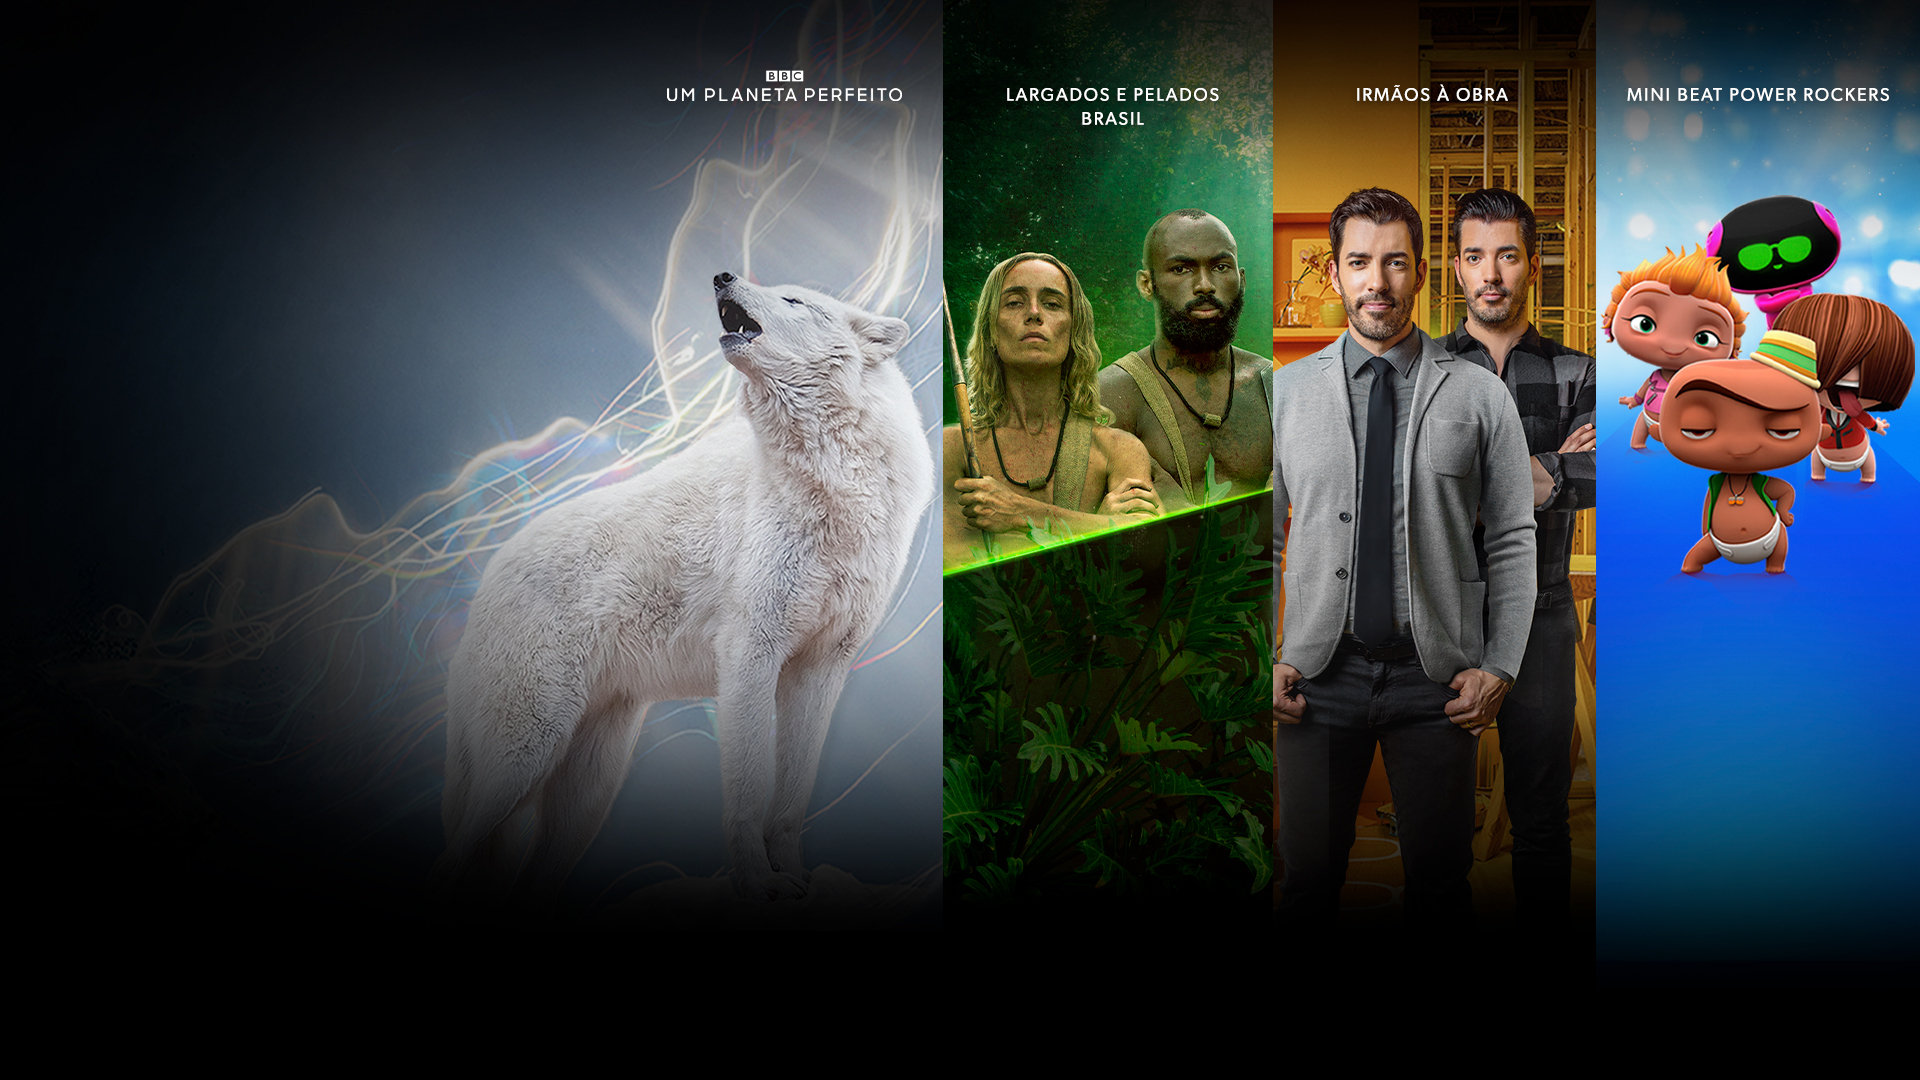 BBC
UM PLANETA PERFEITO
LARGADOS E PELADOS
BRASIL
IRMÃOS À OBRA
MINI BEAT POWER ROCKERS